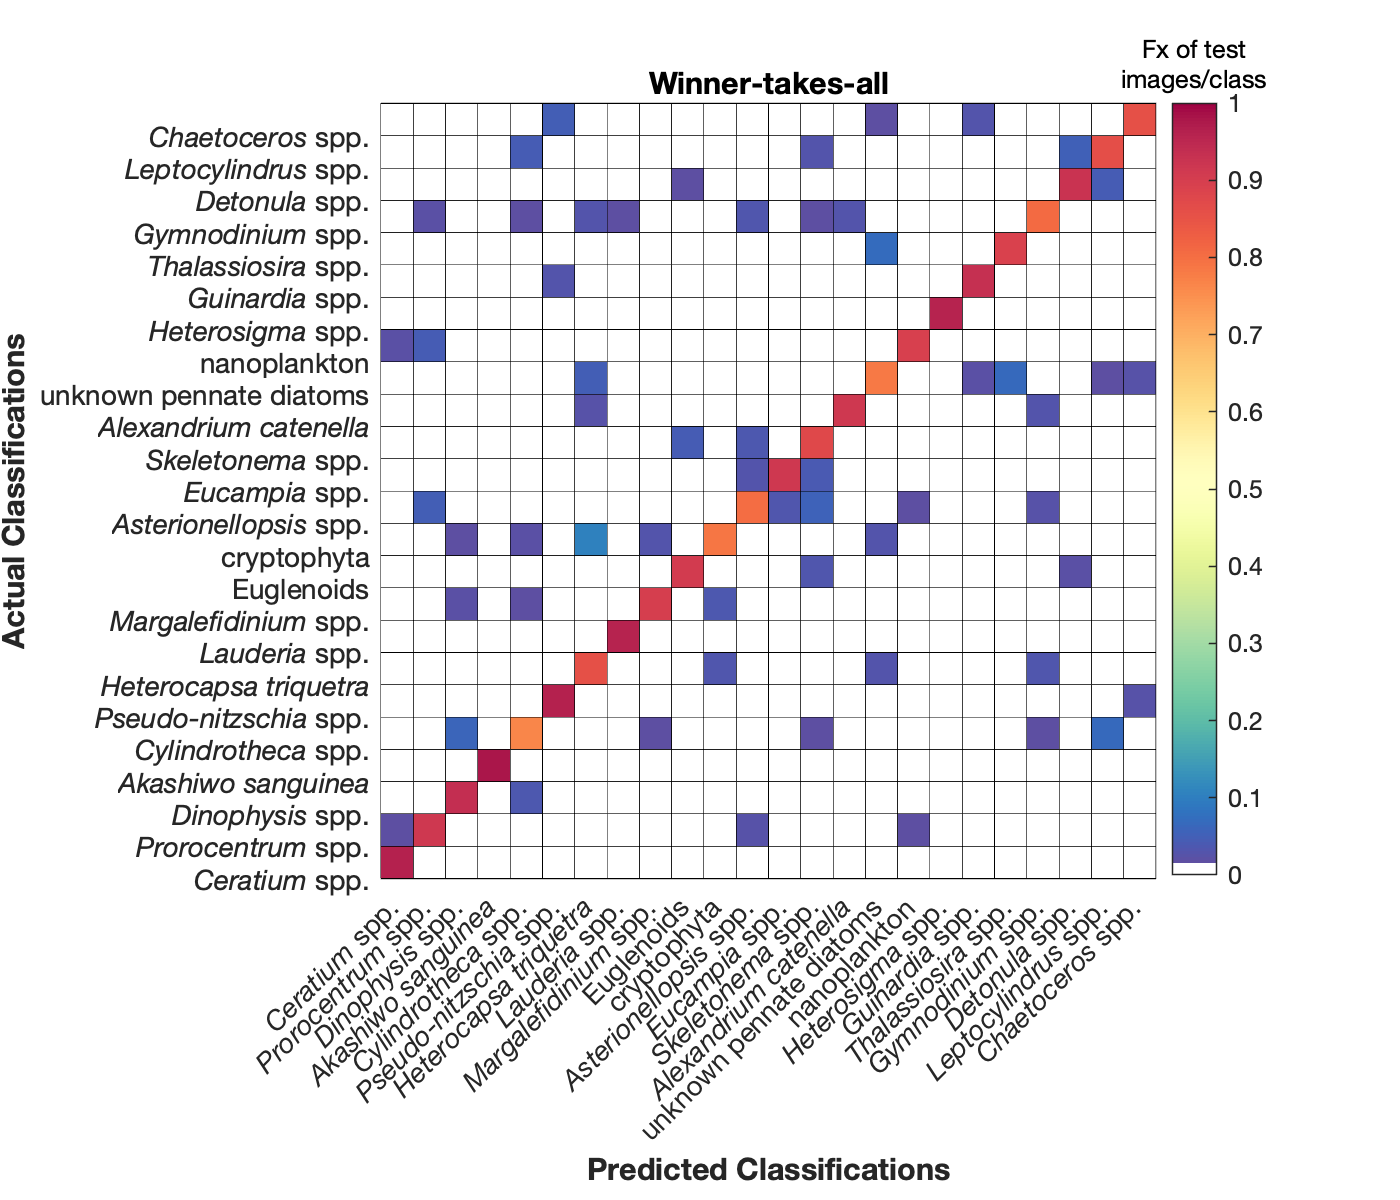 Fx of test
images/class
Winner-takes-all
Actual Classifications
Chaetoceros spp.
Leptocylindrus spp.
Detonula spp.
Gymnodinium spp.
Thalassiosira spp.
Guinardia spp.
Heterosigma spp.
nanoplankton
unknown pennate diatoms
Alexandrium catenella
Skeletonema spp.
Eucampia spp.
Asterionellopsis spp.
cryptophyta
Euglenoids
Margalefidinium spp.
Lauderia spp.
Heterocapsa triquetra
Pseudo-nitzschia spp.
Cylindrotheca spp.
Akashiwo sanguinea
Dinophysis spp.
Prorocentrum spp.
Ceratium spp.
1
0.9
0.8
0.7
0.6
0.5
0.4
0.3
0.2
0.1
0
Ceratium spp.
Prorocentrum spp.
Dinophysis spp.
Akashiwo sanguinea
Cylindrotheca spp.
Pseudo-nitzschia spp.
Heterocapsa triquetra
Lauderia spp.
Margalefidinium spp.
Euglenoids
cryptophyta
Asterionellopsis spp.
Eucampia spp.
Skeletonema spp.
Alexandrium catenella
unknown pennate diatoms
nanoplankton
Heterosigma spp.
Guinardia spp.
Thalassiosira spp.
Gymnodinium spp.
Detonula spp.
Leptocylindrus spp.
Chaetoceros spp.
Predicted Classifications